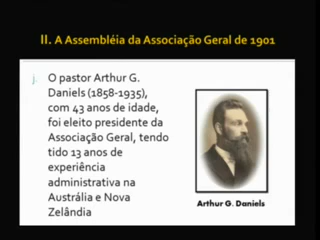 II. A Assembléia da Associação Geral de 1901
j. O pastor Arthur G.
Daniels (1858-1935),
com 43 anos de idade,
foi eleito presidente da
Associação Geral, tendo
tido 13 anos de
experiência
administrativa na
Austrália e Nova
Zelândia
Arthur G. Daniels